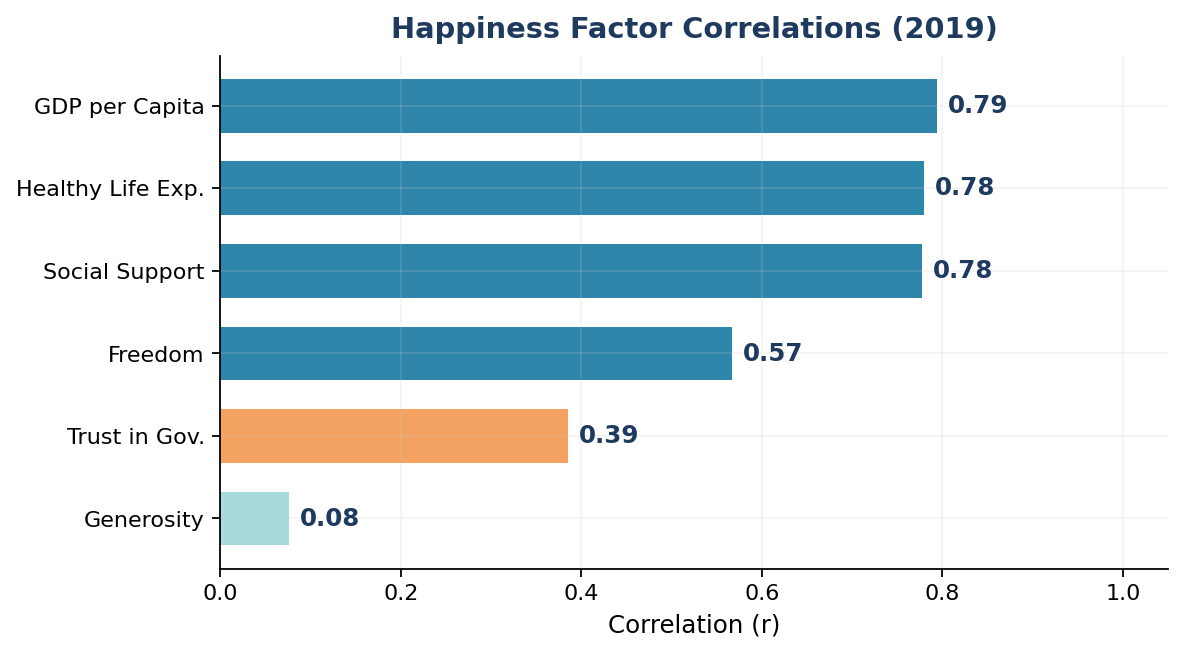 Happiness Factor Correlations (2019)
GDP per Capita 0.79
Healthy Life Exp. 0.78
Social Support 0.78
Freedom 0.57
Trust in Gov. 0.39
Generosity 0.08
0.0 0.2 0.4 0.6 0.8 1.0
Correlation (r)